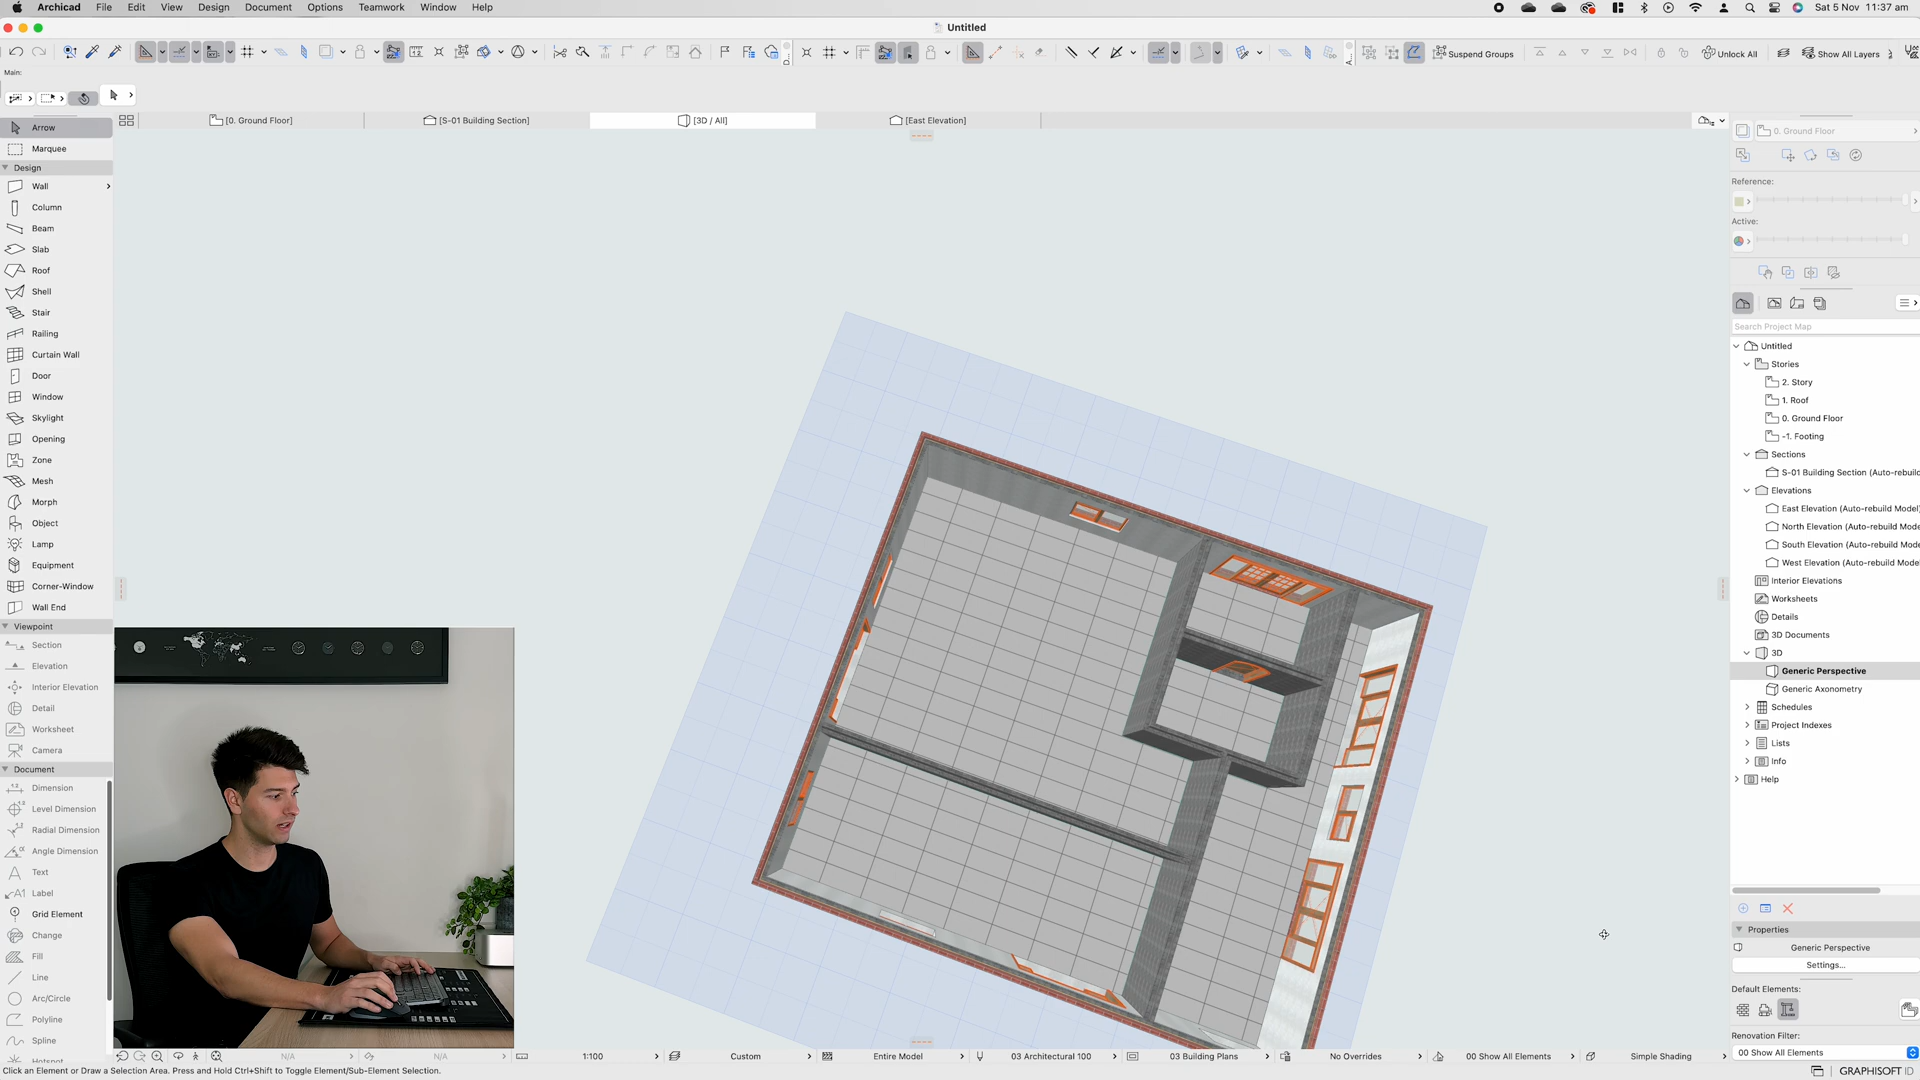 Archicad File Edit View Design Document Options Teamwork Window Help Sat 5 Nov 11:37 am
Untitled
Suspend Groups Unlock All Show All Layers
Main:
[0. Ground Floor] [S-01 Building Section] [3D / All] [East Elevation]
Arrow
Marquee
Design
Wall
Column
Beam
Slab
Roof
Shell
Stair
Railing
Curtain Wall
Door
Window
Skylight
Opening
Zone
Mesh
Morph
Object
Lamp
Equipment
Corner-Window
Wall End
Viewpoint
Section
Elevation
Interior Elevation
Detail
Worksheet
Camera
Document
Dimension
Level Dimension
Radial Dimension
Angle Dimension
Text
Label
Grid Element
Change
Fill
Line
Arc/Circle
Polyline
Spline
Hotspot
0. Ground Floor
Reference:
Active:
Search Project Map
Untitled
Stories
2. Story
1. Roof
0. Ground Floor
-1. Footing
Sections
S-01 Building Section (Auto-rebuild
Elevations
East Elevation (Auto-rebuild Model)
North Elevation (Auto-rebuild Mode
South Elevation (Auto-rebuild Mode
West Elevation (Auto-rebuild Mode
Interior Elevations
Worksheets
Details
3D Documents
3D
Generic Perspective
Generic Axonometry
Schedules
Project Indexes
Lists
Info
Help
Properties
Generic Perspective
Settings...
Default Elements:
Renovation Filter:
00 Show All Elements
N/A N/A 1:100 Custom Entire Model 03 Architectural 100 03 Building Plans No Overrides 00 Show All Elements Simple Shading
Click an Element or Draw a Selection Area. Press and Hold Ctrl+Shift to Toggle Element/Sub-Element Selection.
GRAPHISOFT ID